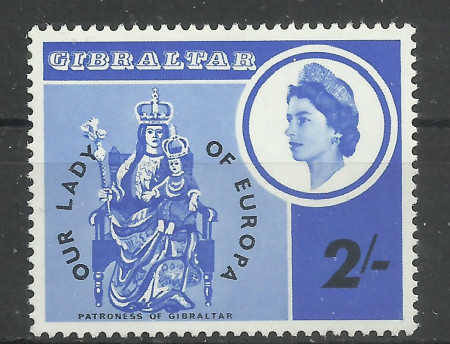 GIBRALTAR
OUR LADY
OF EUROPA
2/-
PATRONESS OF GIBRALTAR